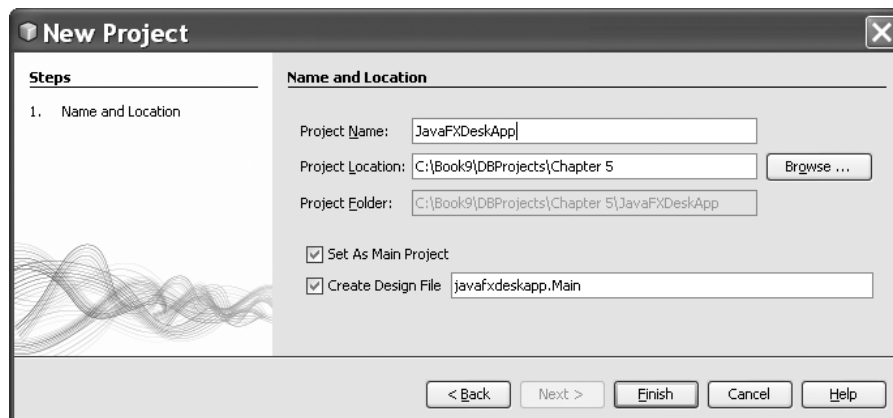 New Project
Steps
1. Name and Location
Name and Location
Project Name: JavaFXDeskApp
Project Location: C:\Book9\DBProjects\Chapter 5 Browse ...
Project Folder: C:\Book9\DBProjects\Chapter 5\JavaFXDeskApp
Set As Main Project
Create Design File javafxdeskapp.Main
< Back Next > Finish Cancel Help